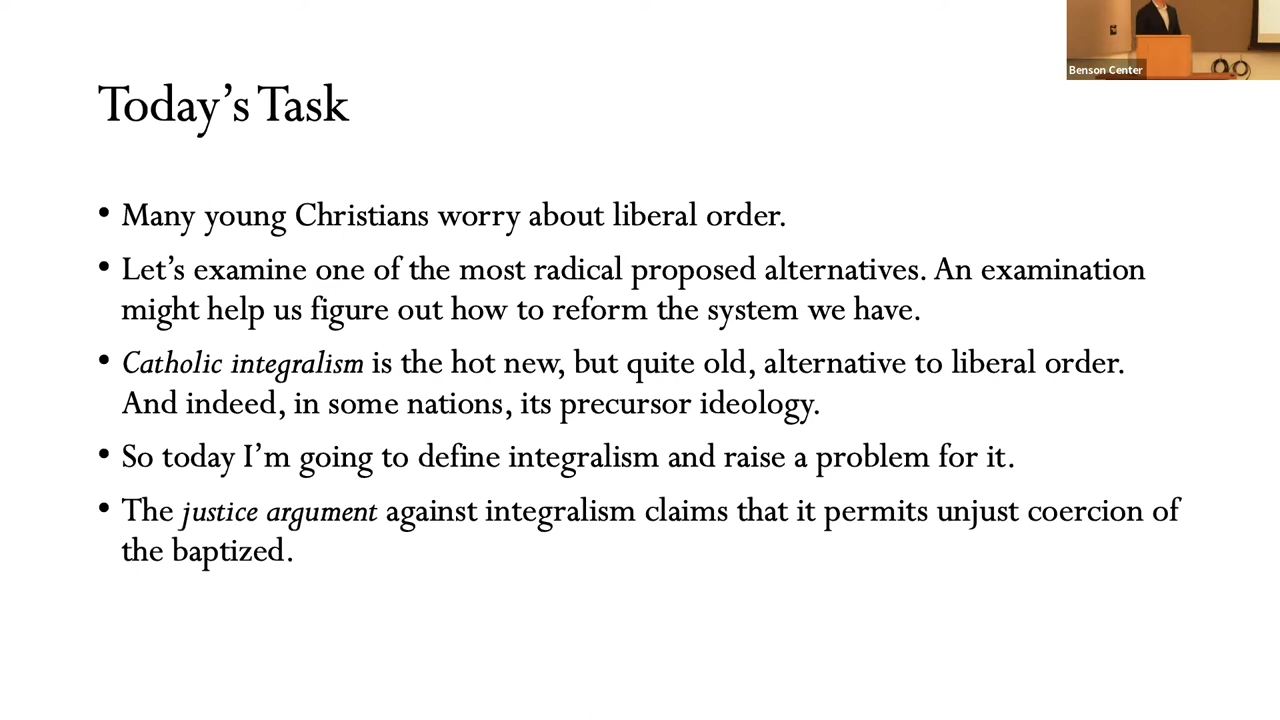 Benson Center
Today's Task
• Many young Christians worry about liberal order.
• Let's examine one of the most radical proposed alternatives. An examination
might help us figure out how to reform the system we have.
• Catholic integralism is the hot new, but quite old, alternative to liberal order.
And indeed, in some nations, its precursor ideology.
• So today I'm going to define integralism and raise a problem for it.
• The justice argument against integralism claims that it permits unjust coercion of
the baptized.